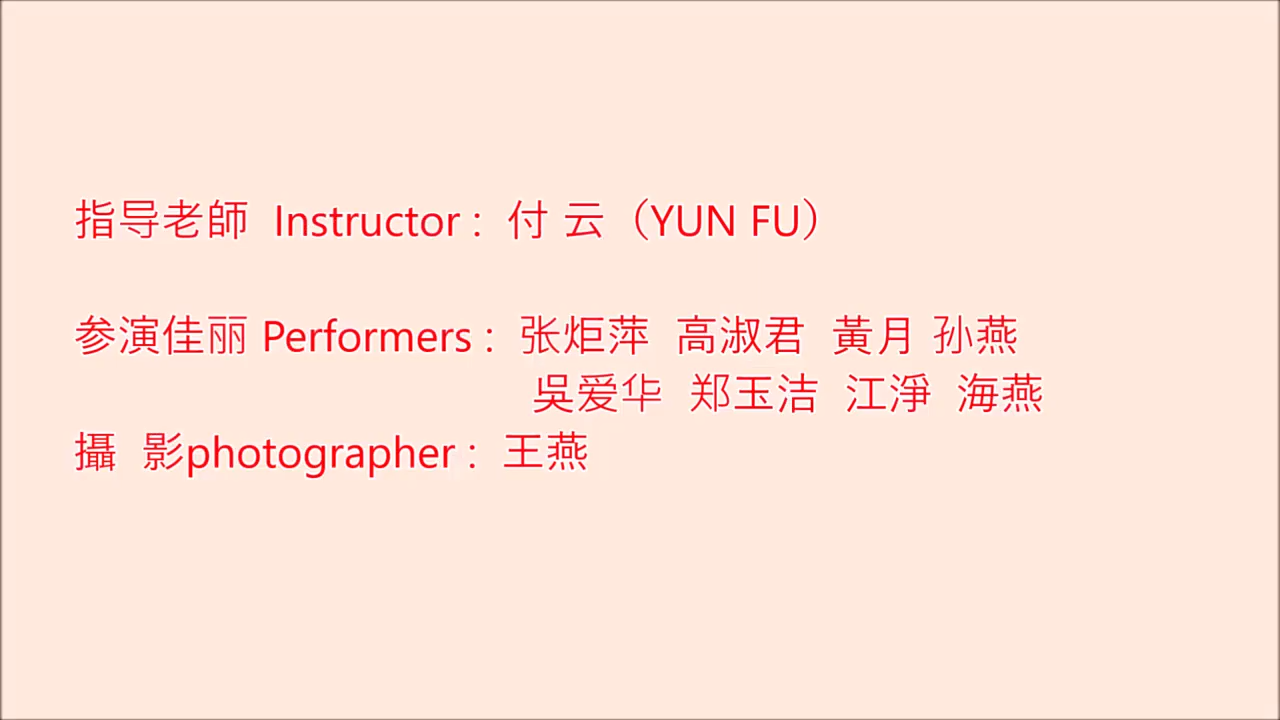 指导老師 Instructor : 付 云（YUN FU）
参演佳丽 Performers : 张炬萍 高淑君 黃月 孙燕
吳爱华 郑玉洁 江淨 海燕
攝 影photographer : 王燕